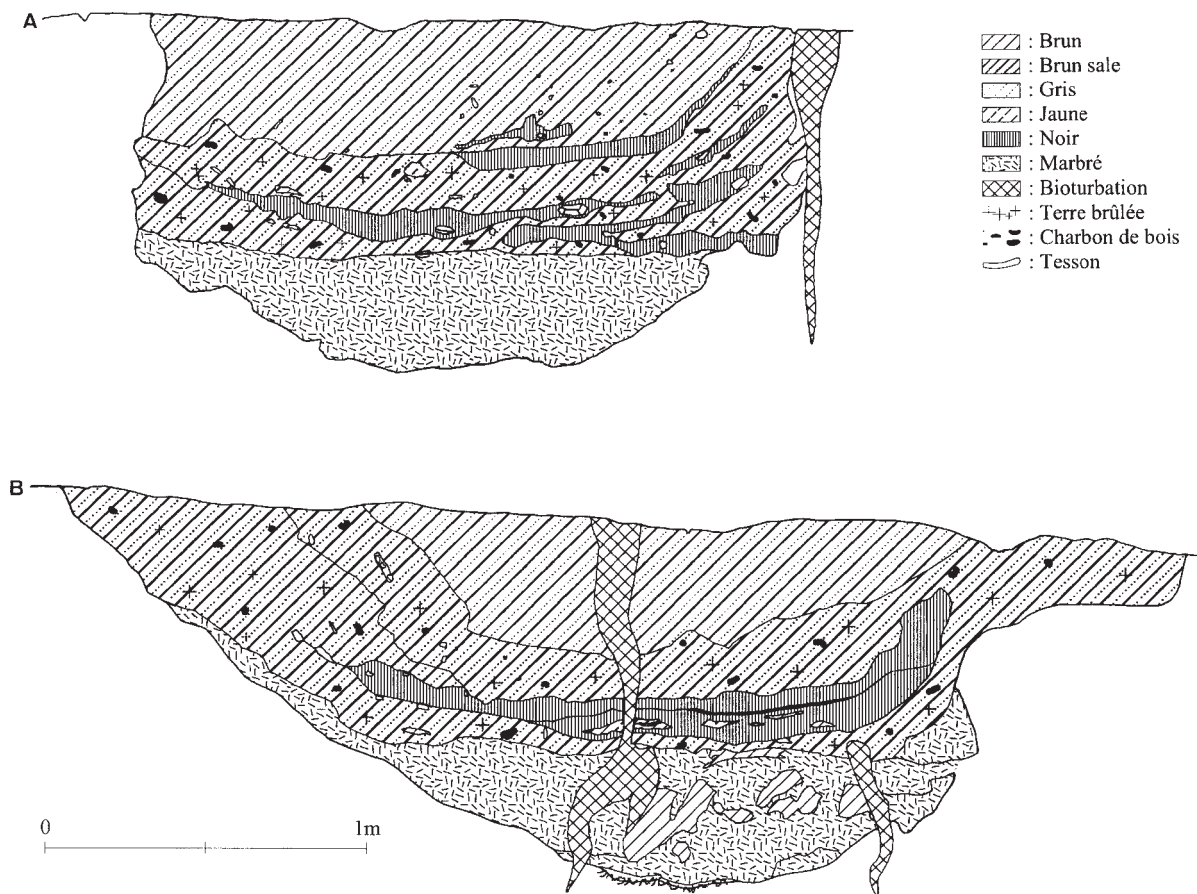 A
: Brun
: Brun sale
: Gris
: Jaune
: Noir
: Marbré
: Bioturbation
: Terre brûlée
: Charbon de bois
: Tesson
B
0 1m